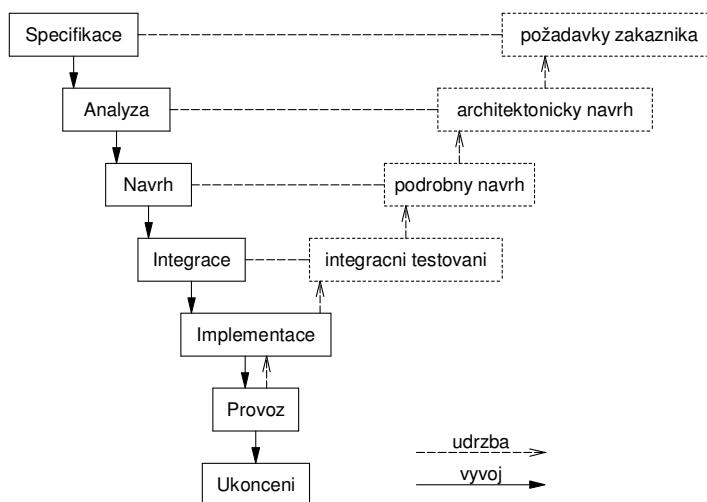 Specifikace
požadavky zakaznika
Analyza
architektonicky navrh
Navrh
podrobny navrh
Integrace
integracni testovani
Implementace
Provoz
udrzba
Ukonceni
vyvoj